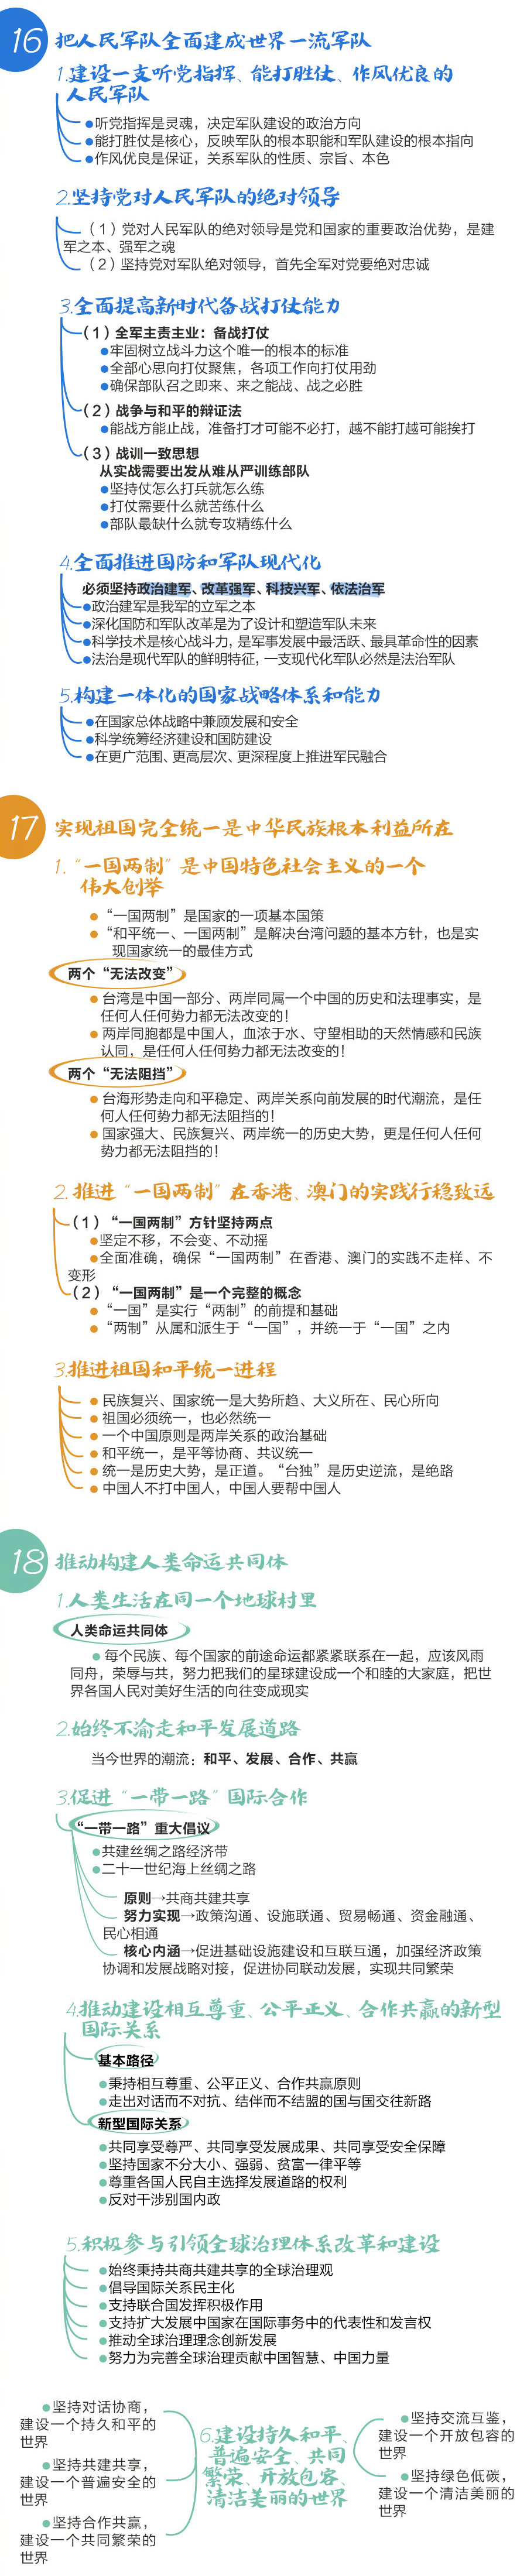 16 把人民军队全面建成世界一流军队
1.建设一支听党指挥、能打胜仗、作风优良的
人民军队
●听党指挥是灵魂，决定军队建设的政治方向
●能打胜仗是核心，反映军队的根本职能和军队建设的根本指向
●作风优良是保证，关系军队的性质、宗旨、本色
2.坚持党对人民军队的绝对领导
（1）党对人民军队的绝对领导是党和国家的重要政治优势，是建
军之本、强军之魂
（2）坚持党对军队绝对领导，首先全军对党要绝对忠诚
3.全面提高新时代备战打仗能力
（1）全军主责主业：备战打仗
●牢固树立战斗力这个唯一的根本的标准
●全部心思向打仗聚焦，各项工作向打仗用劲
●确保部队召之即来、来之能战、战之必胜
（2）战争与和平的辩证法
●能战方能止战，准备打才可能不必打，越不能打越可能挨打
（3）战训一致思想
从实战需要出发从难从严训练部队
●坚持仗怎么打兵就怎么练
●打仗需要什么就苦练什么
●部队最缺什么就专攻精练什么
4.全面推进国防和军队现代化
必须坚持政治建军、改革强军、科技兴军、依法治军
●政治建军是我军的立军之本
●深化国防和军队改革是为了设计和塑造军队未来
●科学技术是核心战斗力，是军事发展中最活跃、最具革命性的因素
●法治是现代军队的鲜明特征，一支现代化军队必然是法治军队
5.构建一体化的国家战略体系和能力
●在国家总体战略中兼顾发展和安全
●科学统筹经济建设和国防建设
●在更广范围、更高层次、更深程度上推进军民融合
17 实现祖国完全统一是中华民族根本利益所在
1.“一国两制”是中国特色社会主义的一个
伟大创举
●“一国两制”是国家的一项基本国策
●“和平统一、一国两制”是解决台湾问题的基本方针，也是实
现国家统一的最佳方式
两个“无法改变”
●台湾是中国一部分、两岸同属一个中国的历史和法理事实，是
任何人任何势力都无法改变的！
●两岸同胞都是中国人，血浓于水、守望相助的天然情感和民族
认同，是任何人任何势力都无法改变的！
两个“无法阻挡”
●台海形势走向和平稳定、两岸关系向前发展的时代潮流，是任
何人任何势力都无法阻挡的！
●国家强大、民族复兴、两岸统一的历史大势，更是任何人任何
势力都无法阻挡的！
2.推进“一国两制”在香港、澳门的实践行稳致远
（1）“一国两制”方针坚持两点
●坚定不移，不会变、不动摇
●全面准确，确保“一国两制”在香港、澳门的实践不走样、不
变形
（2）“一国两制”是一个完整的概念
●“一国”是实行“两制”的前提和基础
●“两制”从属和派生于“一国”，并统一于“一国”之内
3.推进祖国和平统一进程
●民族复兴、国家统一是大势所趋、大义所在、民心所向
●祖国必须统一，也必然统一
●一个中国原则是两岸关系的政治基础
●和平统一，是平等协商、共议统一
●统一是历史大势，是正道。“台独”是历史逆流，是绝路
●中国人不打中国人，中国人要帮中国人
18 推动构建人类命运共同体
1.人类生活在同一个地球村里
人类命运共同体
●每个民族、每个国家的前途命运都紧紧联系在一起，应该风雨
同舟，荣辱与共，努力把我们的星球建设成一个和睦的大家庭，把世
界各国人民对美好生活的向往变成现实
2.始终不渝走和平发展道路
当今世界的潮流：和平、发展、合作、共赢
3.促进“一带一路”国际合作
“一带一路”重大倡议
●共建丝绸之路经济带
●二十一世纪海上丝绸之路
原则→共商共建共享
努力实现→政策沟通、设施联通、贸易畅通、资金融通、
民心相通
核心内涵→促进基础设施建设和互联互通，加强经济政策
协调和发展战略对接，促进协同联动发展，实现共同繁荣
4.推动建设相互尊重、公平正义、合作共赢的新型
国际关系
基本路径
●秉持相互尊重、公平正义、合作共赢原则
●走出对话而不对抗、结伴而不结盟的国与国交往新路
新型国际关系
●共同享受尊严、共同享受发展成果、共同享受安全保障
●坚持国家不分大小、强弱、贫富一律平等
●尊重各国人民自主选择发展道路的权利
●反对干涉别国内政
5.积极参与引领全球治理体系改革和建设
●始终秉持共商共建共享的全球治理观
●倡导国际关系民主化
●支持联合国发挥积极作用
●支持扩大发展中国家在国际事务中的代表性和发言权
●推动全球治理理念创新发展
●努力为完善全球治理贡献中国智慧、中国力量
6.建设持久和平、
普遍安全、共同
繁荣、开放包容、
清洁美丽的世界
●坚持对话协商，
建设一个持久和平的
世界
●坚持共建共享，
建设一个普遍安全的
世界
●坚持合作共赢，
建设一个共同繁荣的
世界
●坚持交流互鉴，
建设一个开放包容的
世界
●坚持绿色低碳，
建设一个清洁美丽的
世界